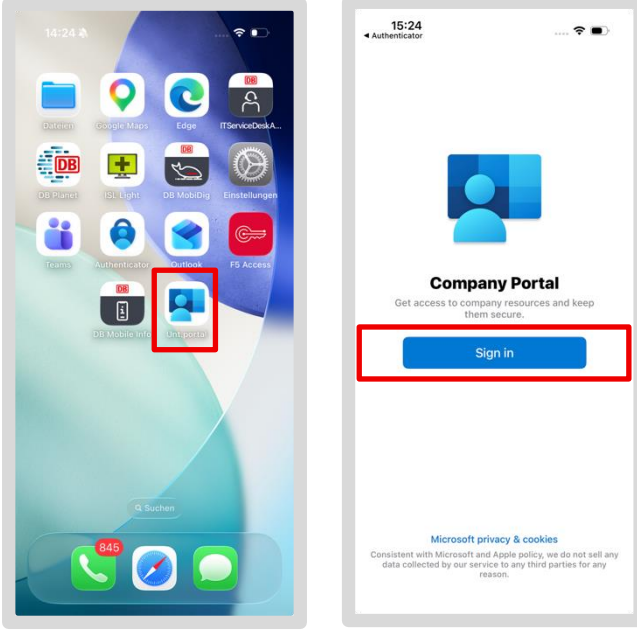 14:24
DB
Dateien
Google Maps
Edge
ITServiceDeskA...
DB
DB
DB Planet
ISL Light
DB MobiDig
Einstellungen
Teams
Authenticator
Outlook
F5 Access
DB
DB Mobile Info
Unt.portal
Suchen
845
15:24
◀ Authenticator
Company Portal
Get access to company resources and keep
them secure.
Sign in
Microsoft privacy & cookies
Consistent with Microsoft and Apple policy, we do not sell any
data collected by our service to any third parties for any
reason.